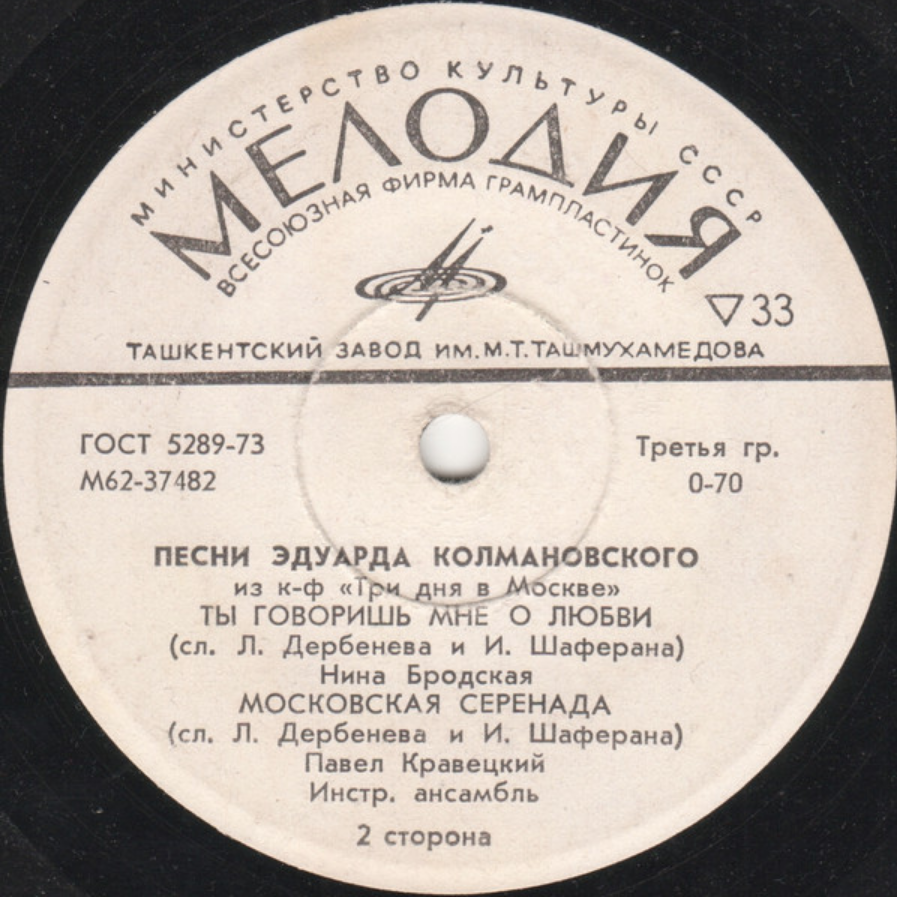 МИНИСТЕРСТВО КУЛЬТУРЫ СССР
МЕЛОДИЯ
ВСЕСОЮЗНАЯ ФИРМА ГРАМПЛАСТИНОК
▽33
ТАШКЕНТСКИЙ ЗАВОД ИМ. М.Т. ТАШМУХАМЕДОВА
ГОСТ 5289-73
М62-37482
Третья гр.
0-70
ПЕСНИ ЭДУАРДА КОЛМАНОВСКОГО
из к-ф «Три дня в Москве»
ТЫ ГОВОРИШЬ МНЕ О ЛЮБВИ
(сл. Л. Дербенева и И. Шаферана)
Нина Бродская
МОСКОВСКАЯ СЕРЕНАДА
(сл. Л. Дербенева и И. Шаферана)
Павел Кравецкий
Инстр. ансамбль
2 сторона